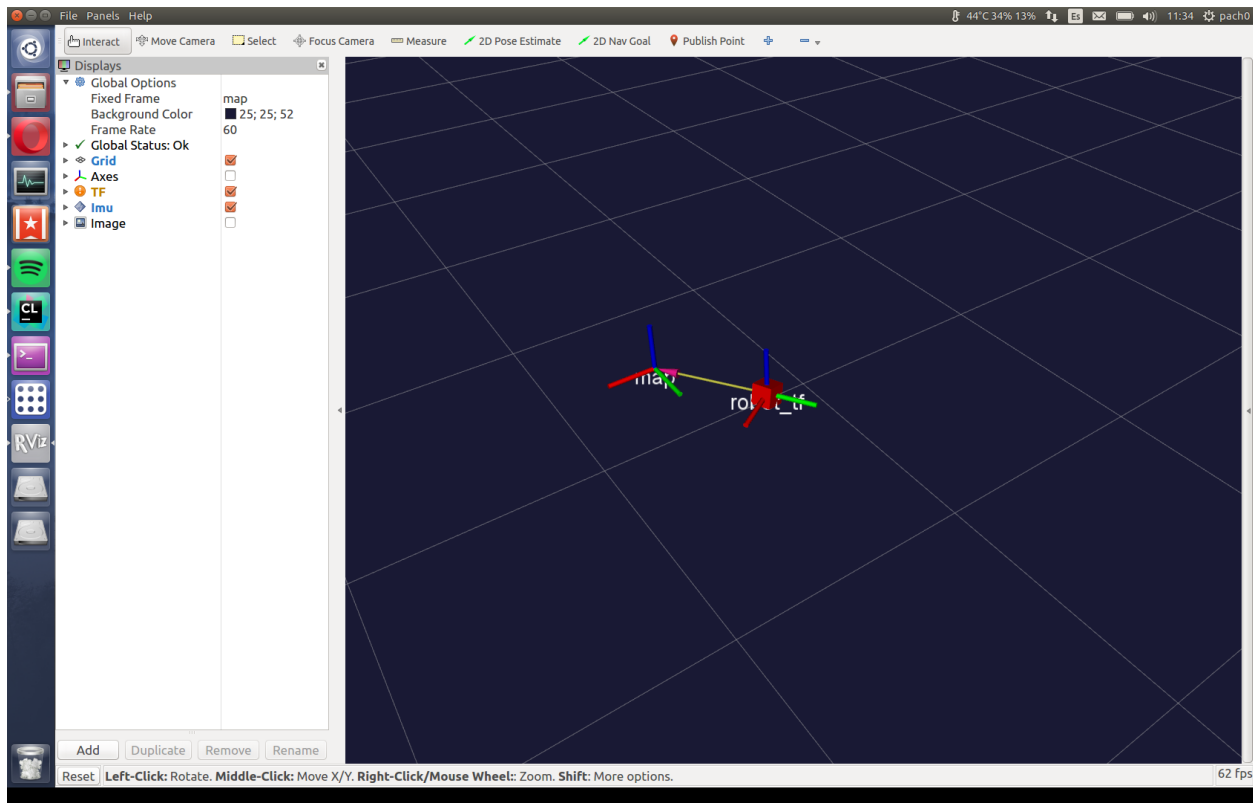 File Panels Help
44°C 34% 13% Es 11:34 pach0
Interact Move Camera Select Focus Camera Measure 2D Pose Estimate 2D Nav Goal Publish Point
Displays
Global Options
Fixed Frame map
Background Color 25; 25; 52
Frame Rate 60
Global Status: Ok
Grid
Axes
TF
Imu
Image
map
robot_tf
CL
>_
RViz
Add Duplicate Remove Rename
Reset Left-Click: Rotate. Middle-Click: Move X/Y. Right-Click/Mouse Wheel:: Zoom. Shift: More options. 62 fps